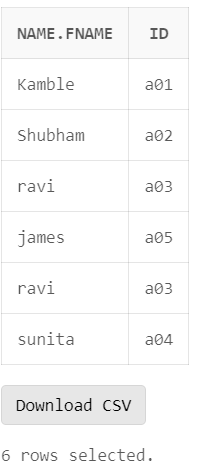 NAME.FNAME ID
Kamble a01
Shubham a02
ravi a03
james a05
ravi a03
sunita a04
Download CSV
6 rows selected.